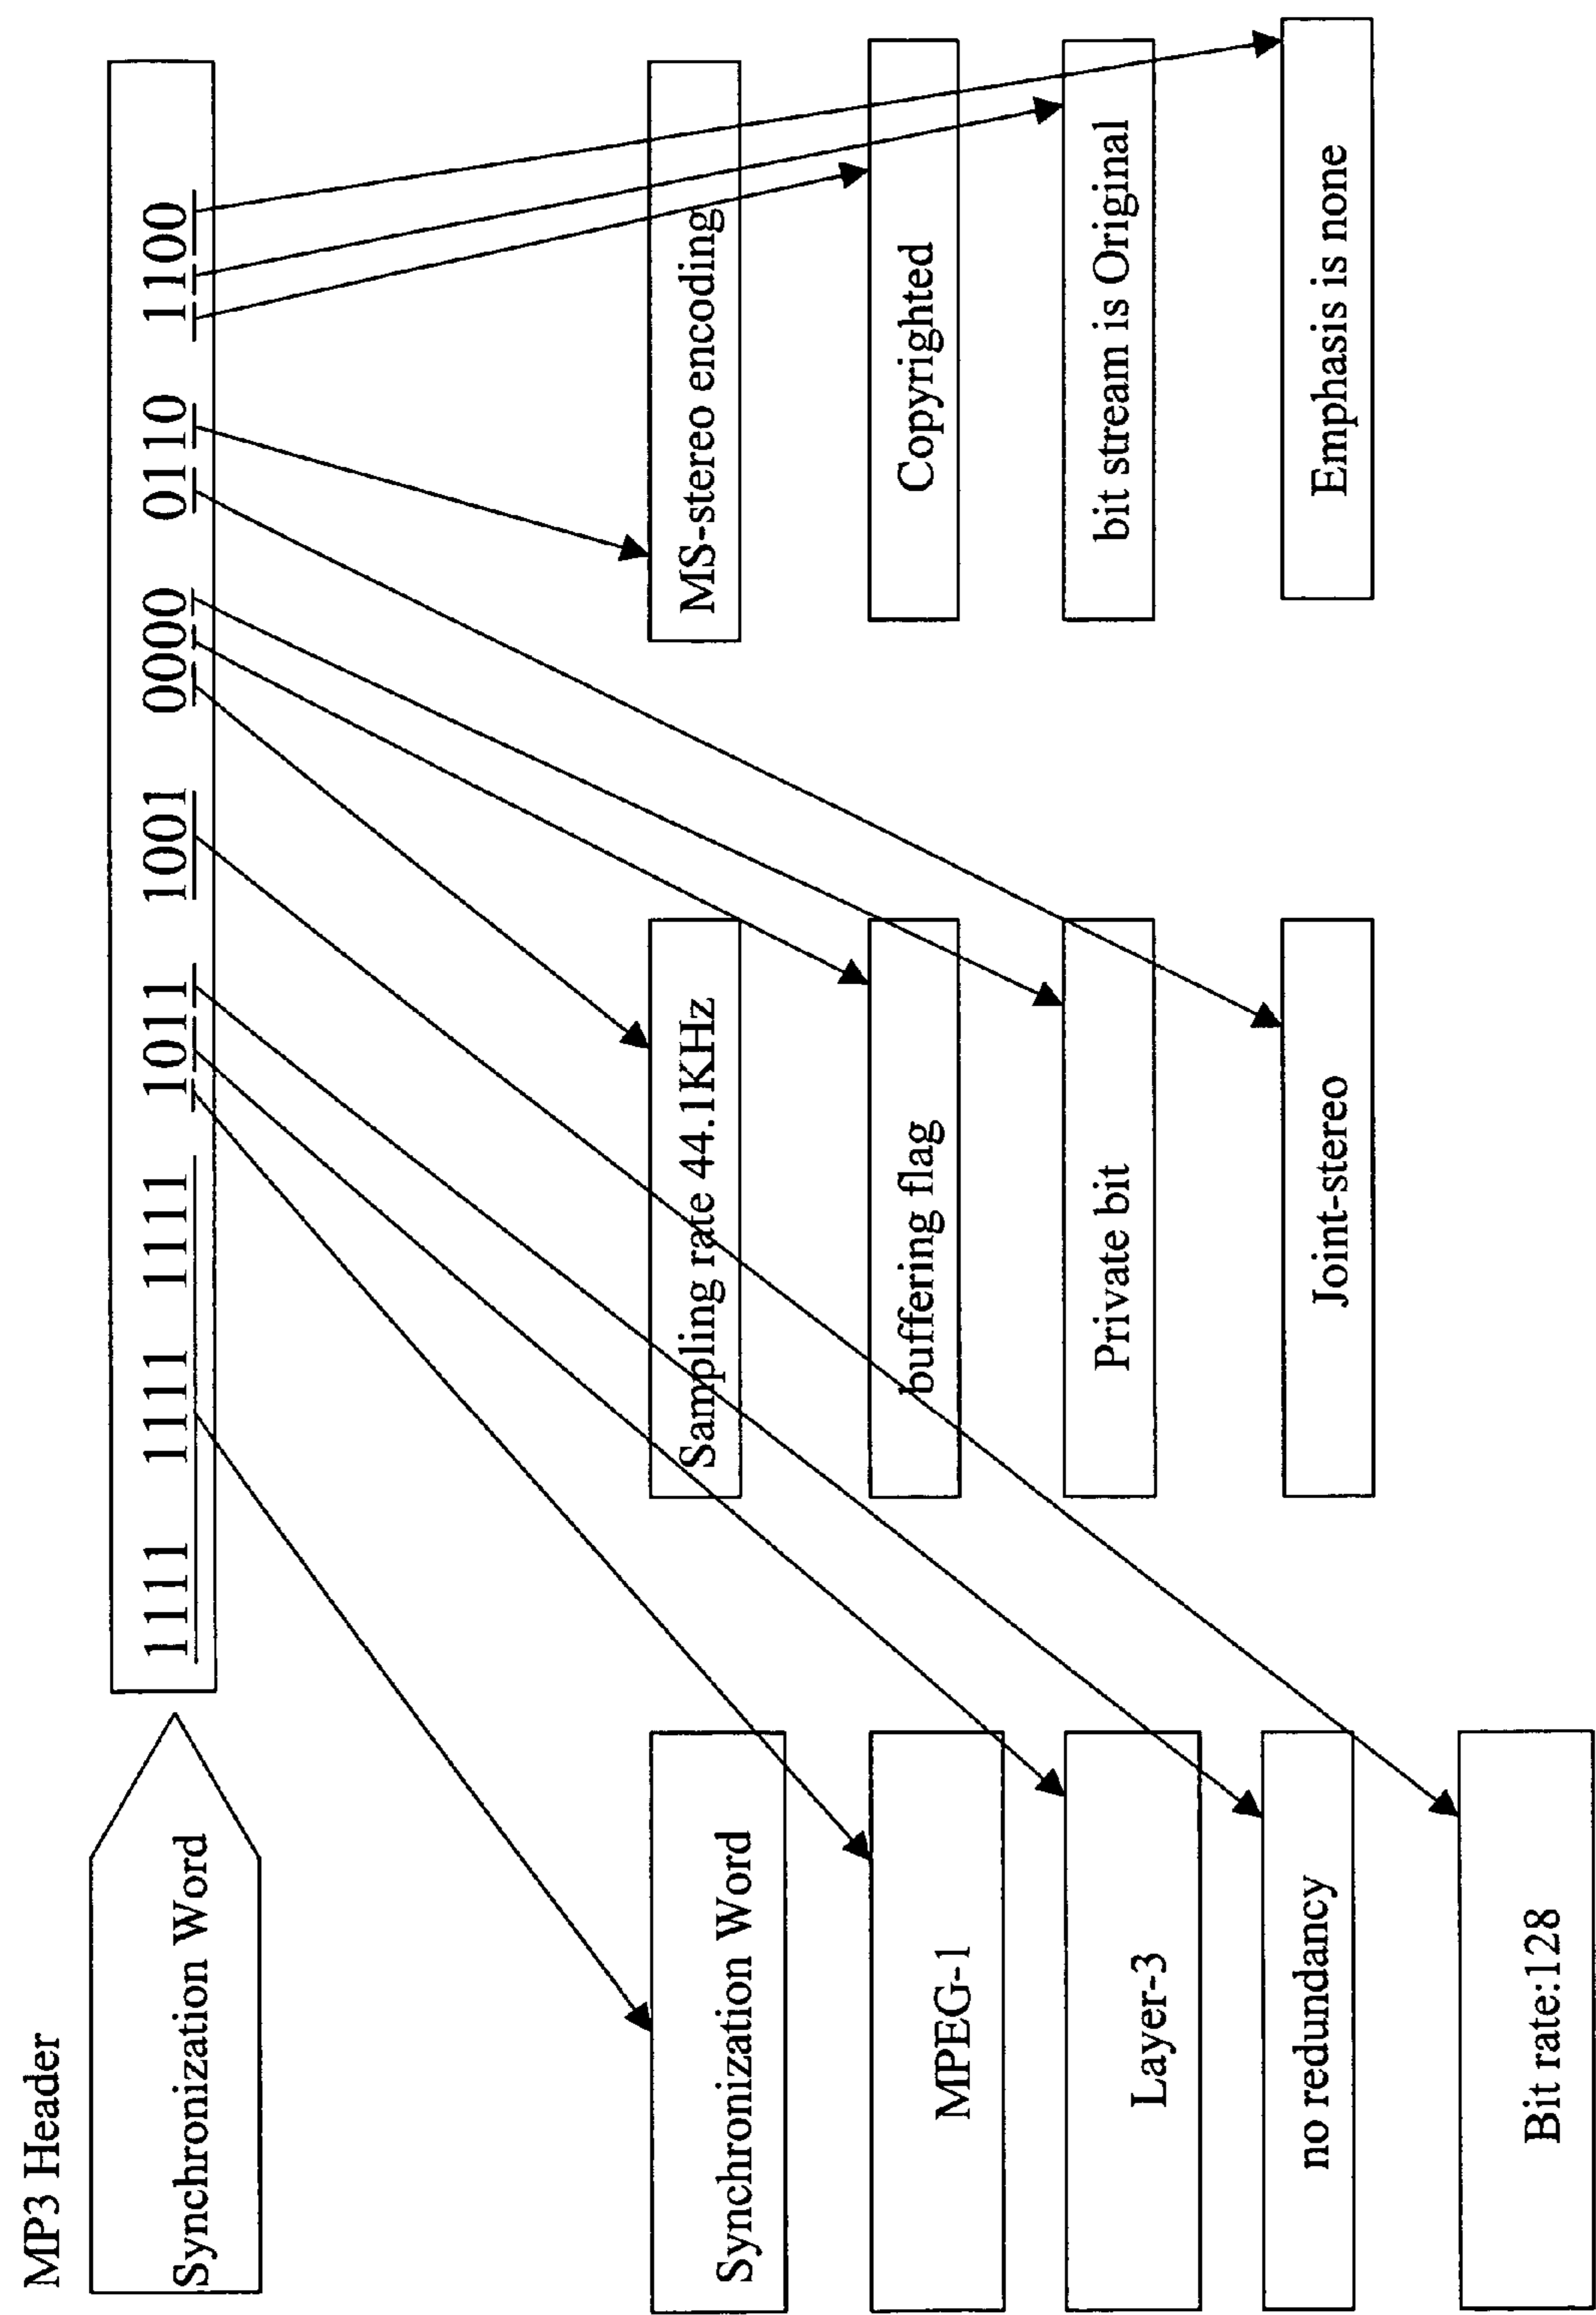 MP3 Header
Synchronization Word
1111 1111 1111 1011 1001 0000 0110 1100
Synchronization Word
MPEG-1
Layer-3
no redundancy
Bit rate:128
Sampling rate 44.1KHz
buffering flag
Private bit
Joint-stereo
MS-stereo encoding
Copyrighted
bit stream is Original
Emphasis is none